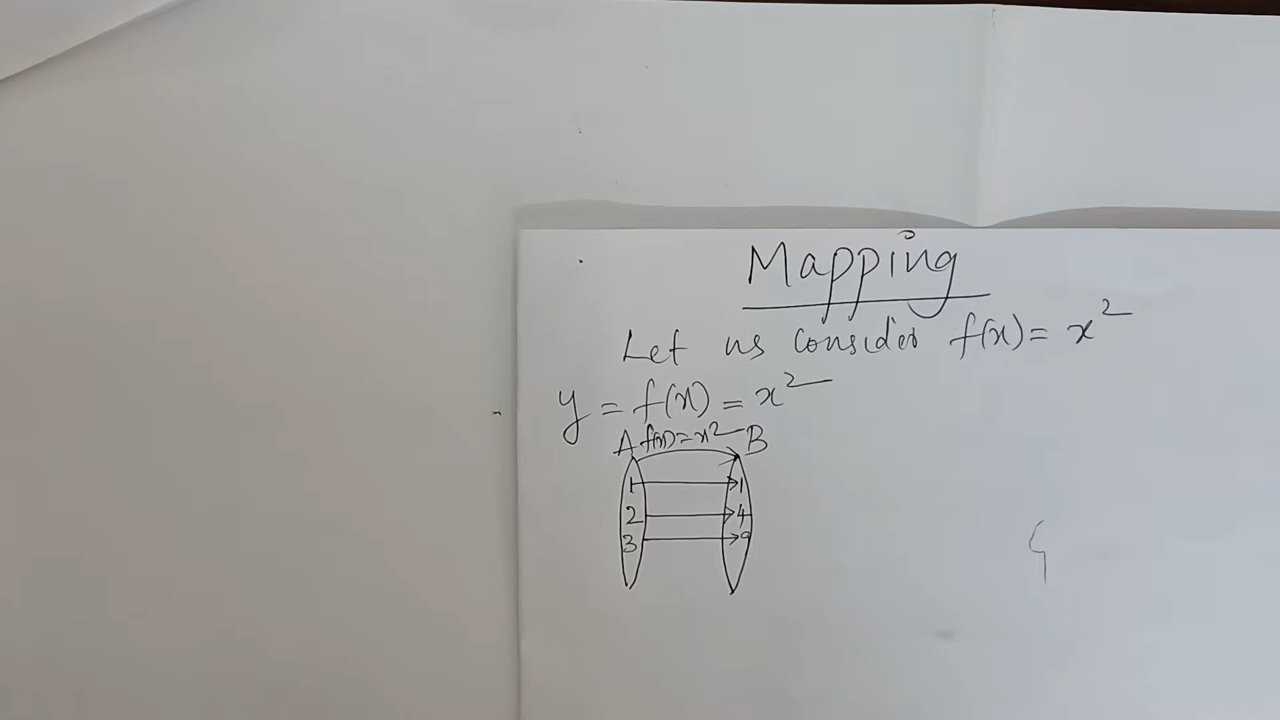 Mapping
Let us consider f(x) = x²
y = f(x) = x²
A f(x)=x² B
1 1
2 4
3 9